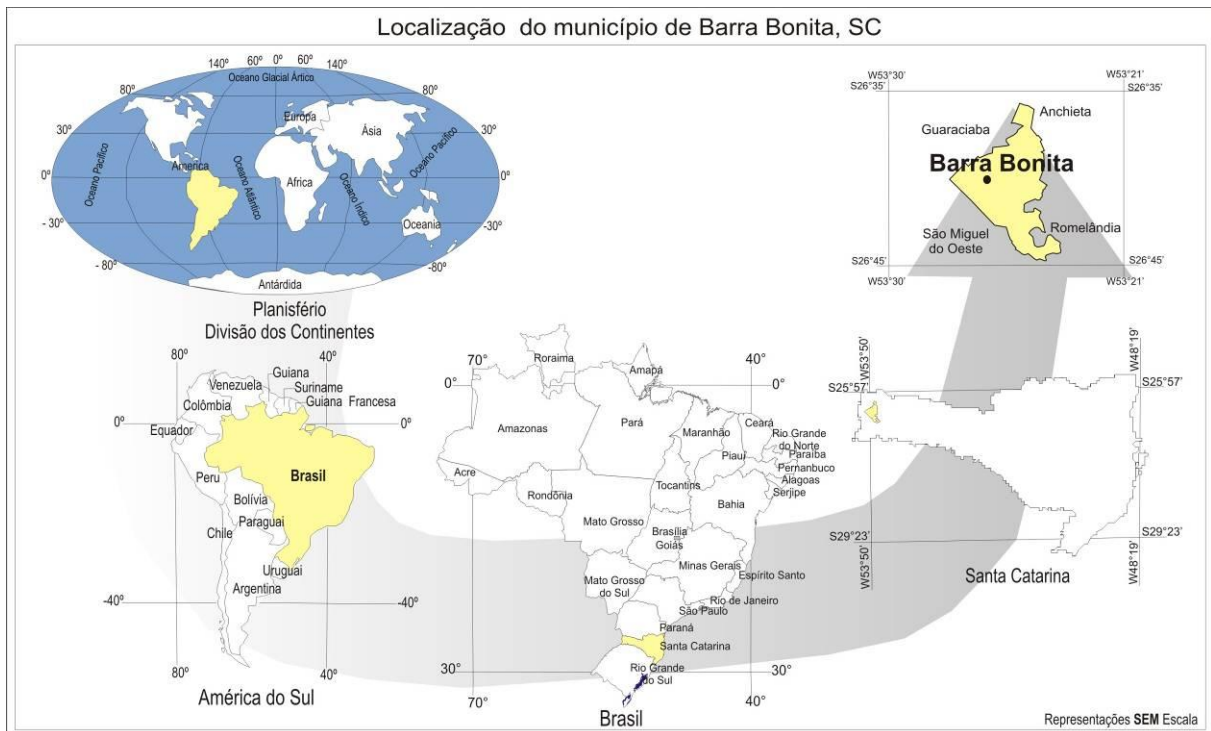 Localização do município de Barra Bonita, SC
140º 60º 0º 60º 140º
Oceano Glacial Ártico
80º 80º
Europa
Ásia
30º 30º
America
Oceano Pacífico
Oceano Atlântico
Africa
Oceano Índico
Oceano Pacífico
0º 0º
Oceania
- 30º -30º
- 80º -80º
Antárdida
Planisfério
Divisão dos Continentes
W53°30' W53°21'
S26°35' S26°35'
Anchieta
Guaraciaba
Barra Bonita
São Miguel
do Oeste
Romelândia
S26°45' S26°45'
W53°30' W53°21'
80º 40º
Guiana
Venezuela
Suriname
Colômbia
Guiana Francesa
0º 0º
Equador
Brasil
Peru
Bolívia
Paraguai
Chile
Uruguai
Argentina
-40º -40º
80º 40º
América do Sul
70º 40º
Roraima
Amapá
0º 0º
Amazonas
Pará
Maranhão
Ceará
Rio Grande
do Norte
Piauí
Paraíba
Pernambuco
Acre
Alagoas
Rondônia
Tocantins
Serjipe
Bahia
Mato Grosso
Brasília
Goiás
Minas Gerais
Espírito Santo
Mato Grosso
do Sul
Rio de Janeiro
São Paulo
Paraná
Santa Catarina
Rio Grande
do Sul
30º 30º
70º 40º
Brasil
W53°50' W48°19'
S25°57' S25°57'
S29°23' S29°23'
W53°50' W48°19'
Santa Catarina
Representações SEM Escala